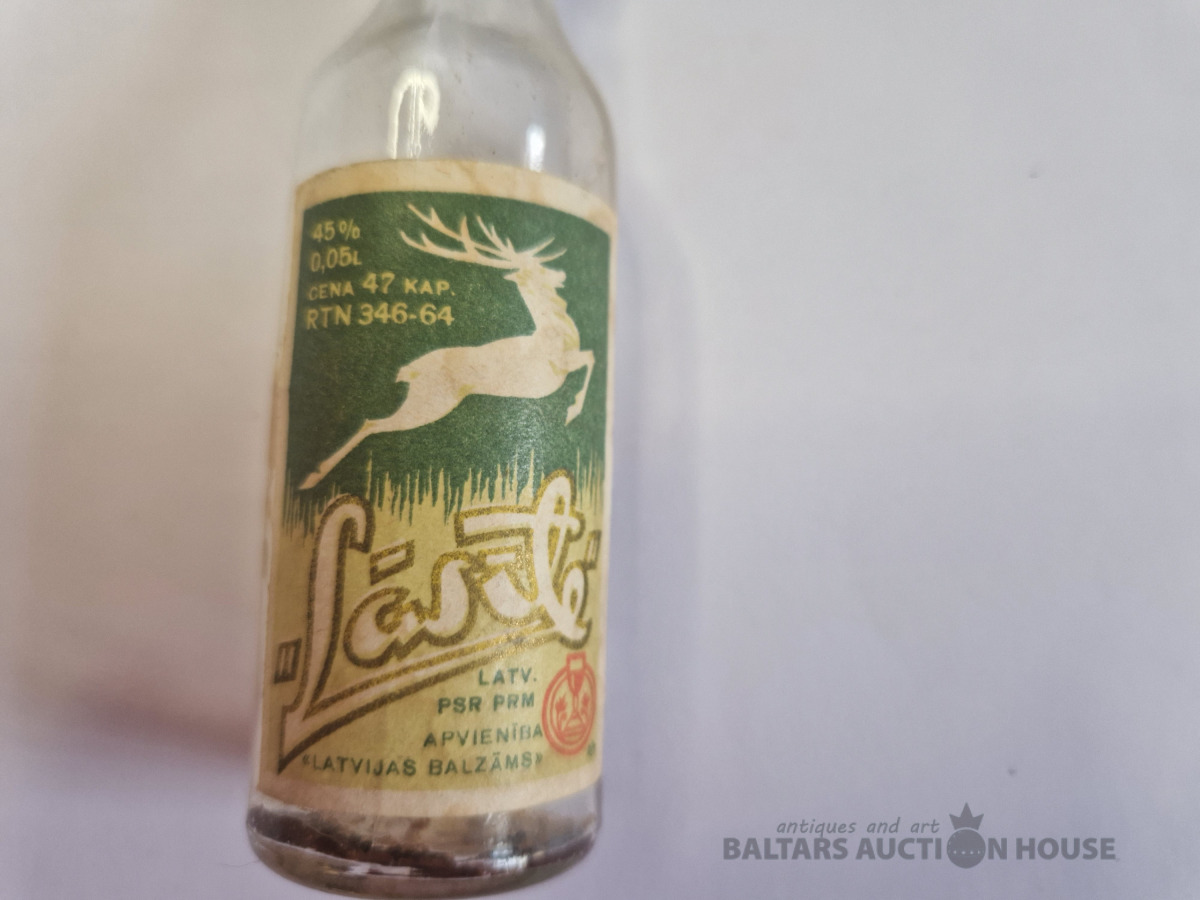 45%
0,05L
CENA 47 KAP.
RTN 346-64
"Lāsīte"
LATV.
PSR PRM
APVIENĪBA
«LATVIJAS BALZĀMS»
antiques and art
BALTARS AUCTION HOUSE